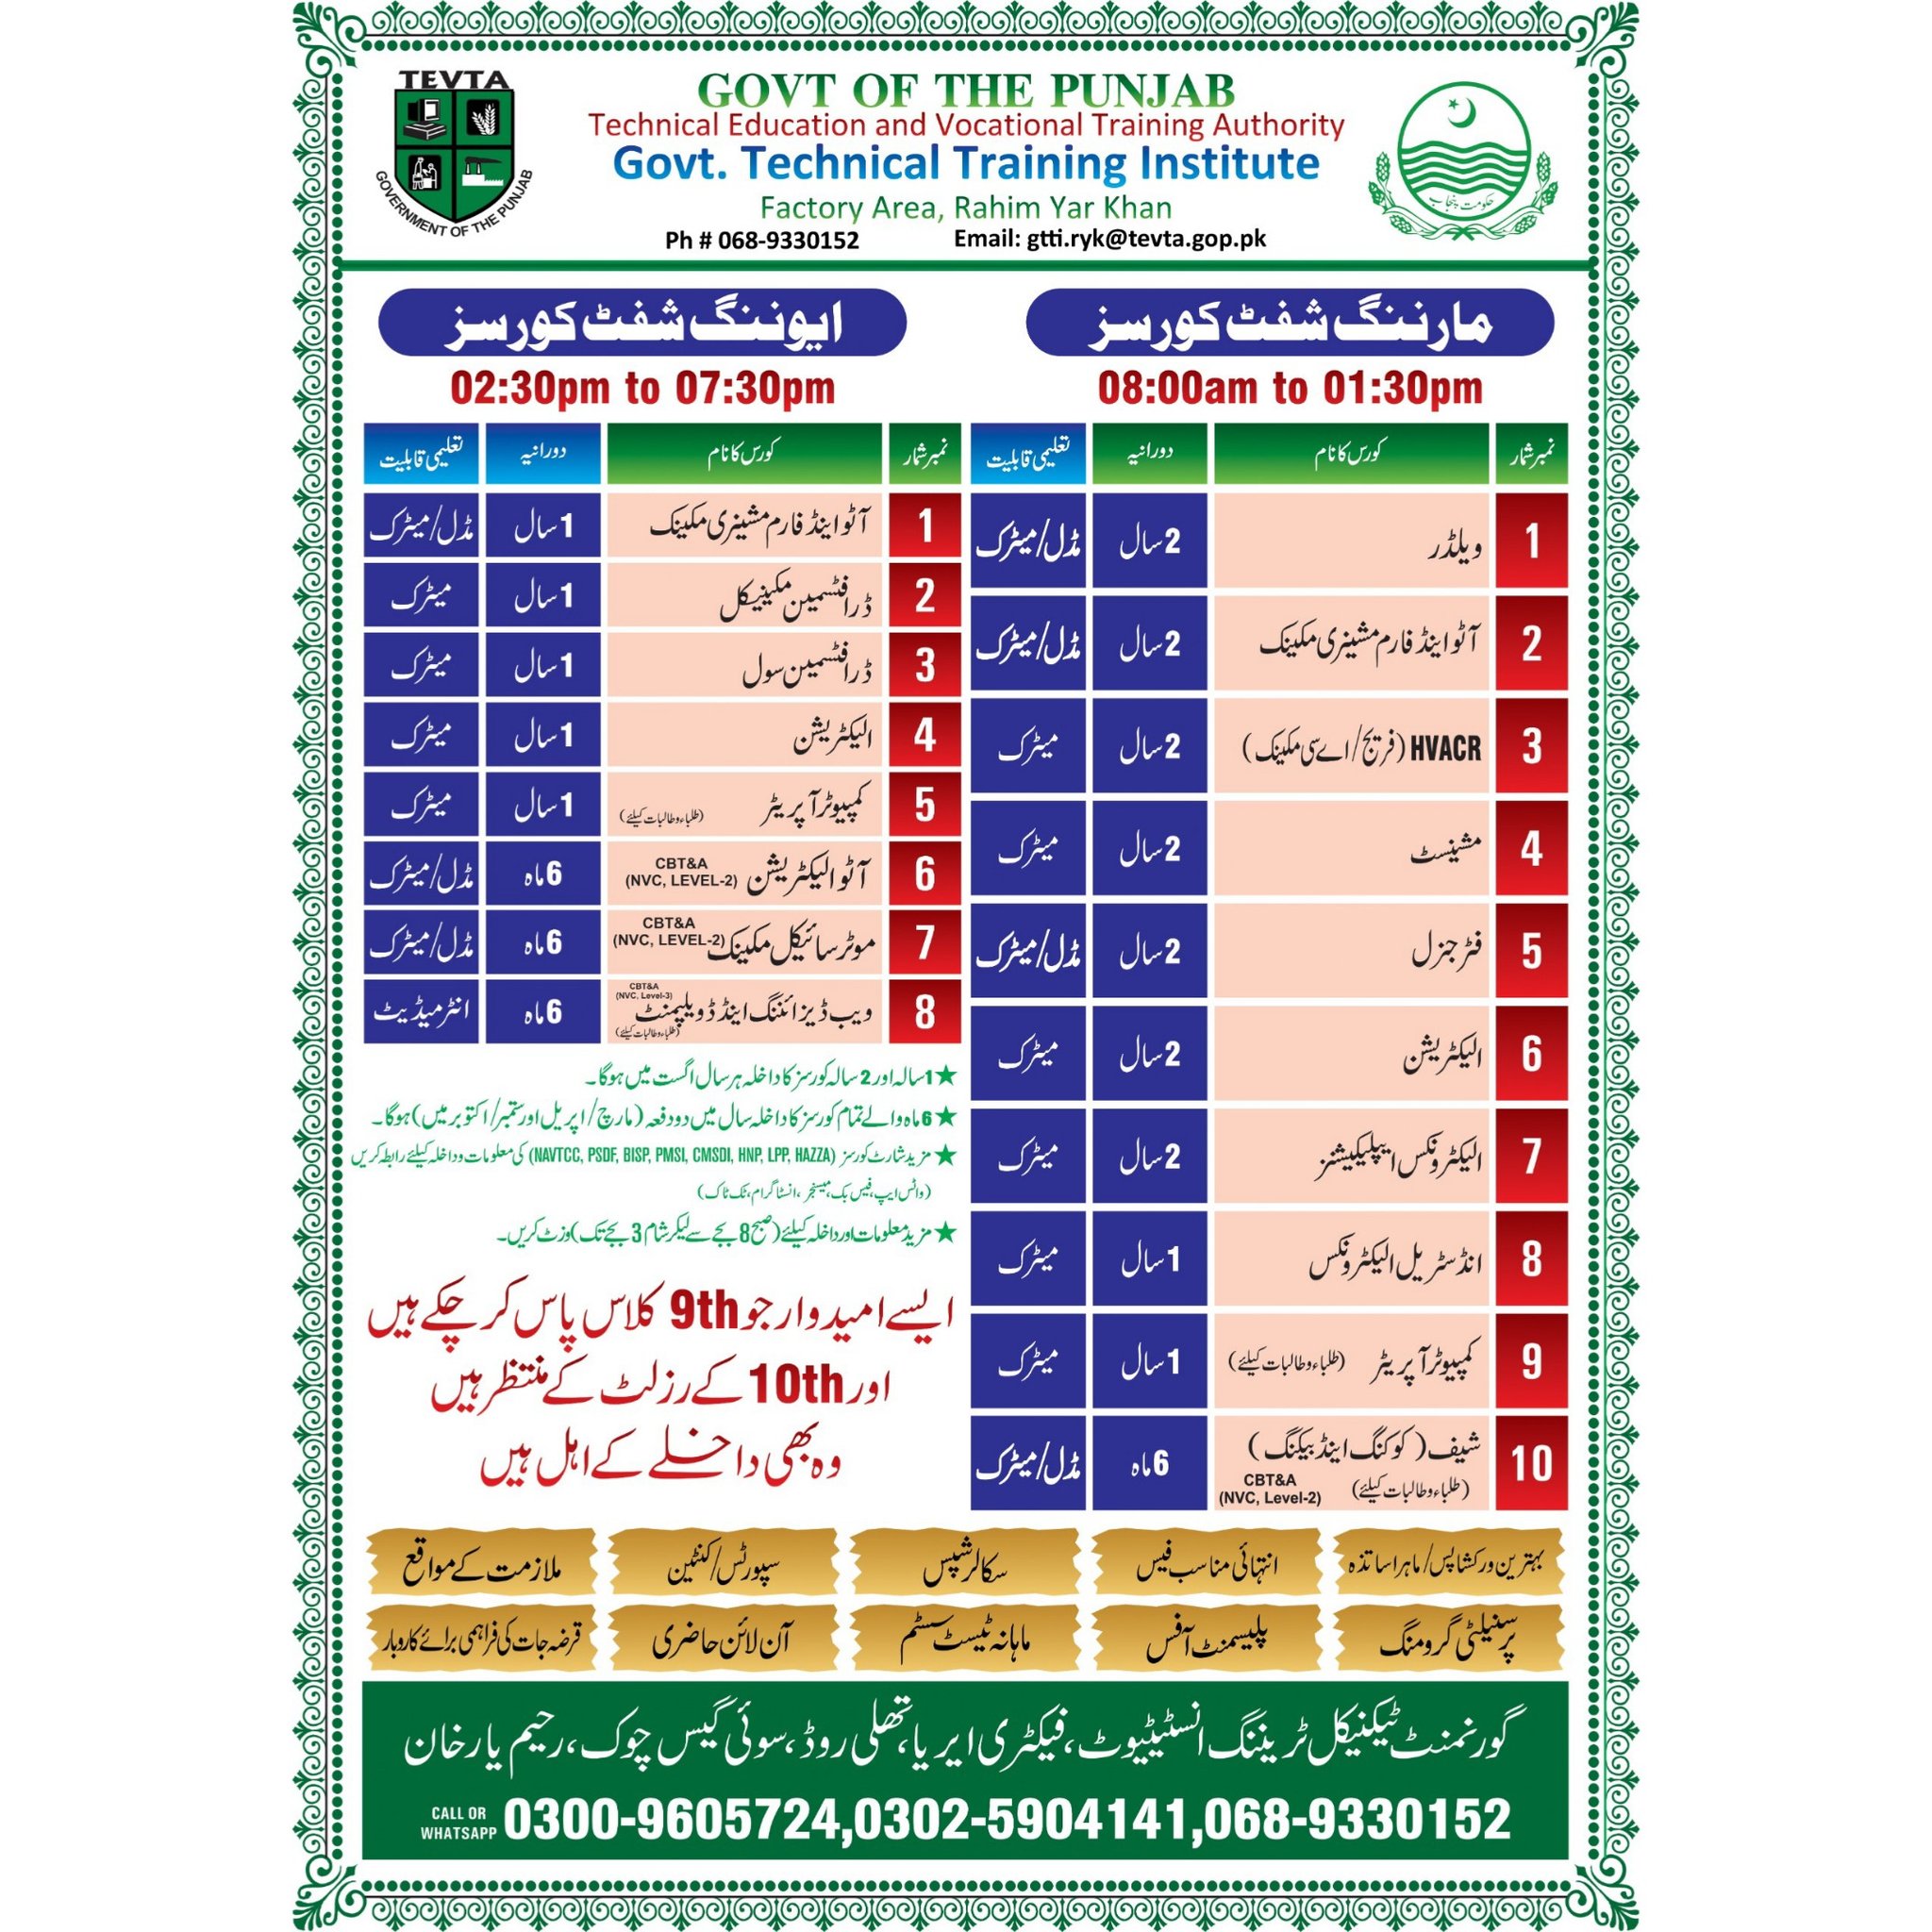 TEVTA
GOVERNMENT OF THE PUNJAB
GOVT OF THE PUNJAB
Technical Education and Vocational Training Authority
Govt. Technical Training Institute
Factory Area, Rahim Yar Khan
Ph # 068-9330152 Email: gtti.ryk@tevta.gop.pk
حکومت پنجاب
مارننگ شفٹ کورسز
08:00am to 01:30pm
نمبر شمار کورس کا نام دورانیہ تعلیمی قابلیت
1 ویلڈر 2 سال مڈل/میٹرک
2 آٹو اینڈ فارم مشینری مکینک 2 سال مڈل/میٹرک
3 HVACR (فریج/اے سی مکینک) 2 سال میٹرک
4 مشینسٹ 2 سال میٹرک
5 فٹر جنرل 2 سال مڈل/میٹرک
6 الیکٹریشن 2 سال میٹرک
7 الیکٹرونکس ایپلیکیشنز 2 سال میٹرک
8 انڈسٹریل الیکٹرونکس 1 سال میٹرک
9 کمپیوٹر آپریٹر (طلباء و طالبات کیلئے) 1 سال میٹرک
10 شیف (کوکنگ اینڈ بیکنگ) 6 ماہ مڈل/میٹرک
(طلباء و طالبات کیلئے) CBT&A (NVC, Level-2)
ایوننگ شفٹ کورسز
02:30pm to 07:30pm
نمبر شمار کورس کا نام دورانیہ تعلیمی قابلیت
1 آٹو اینڈ فارم مشینری مکینک 1 سال مڈل/میٹرک
2 ڈرافٹسمین مکینیکل 1 سال میٹرک
3 ڈرافٹسمین سول 1 سال میٹرک
4 الیکٹریشن 1 سال میٹرک
5 کمپیوٹر آپریٹر (طلباء و طالبات کیلئے) 1 سال میٹرک
6 آٹو الیکٹریشن CBT&A (NVC, LEVEL-2) 6 ماہ مڈل/میٹرک
7 موٹر سائیکل مکینک CBT&A (NVC, LEVEL-2) 6 ماہ مڈل/میٹرک
8 ویب ڈیزائننگ اینڈ ڈویلپمنٹ CBT&A (NVC, Level-3) (طلباء و طالبات کیلئے) 6 ماہ انٹرمیڈیٹ
★ 1 سالہ اور 2 سالہ کورسز کا داخلہ ہر سال اگست میں ہوگا۔
★ 6 ماہ والے تمام کورسز کا داخلہ سال میں دو دفعہ (مارچ/اپریل اور ستمبر/اکتوبر میں) ہوگا۔
★ مزید شارٹ کورسز (NAVTCC, PSDF, BISP, PMSI, CMSDI, HNP, LPP, HAZZA) کی معلومات و داخلہ کیلئے رابطہ کریں
(واٹس ایپ، فیس بک، میسنجر، انسٹاگرام، ٹک ٹاک)
★ مزید معلومات اور داخلہ کیلئے (صبح 8 بجے سے لیکر شام 3 بجے تک) وزٹ کریں۔
ایسے امیدوار جو 9th کلاس پاس کر چکے ہیں
اور 10th کے رزلٹ کے منتظر ہیں
وہ بھی داخلے کے اہل ہیں
بہترین ورکشاپس/ماہر اساتذہ
انتہائی مناسب فیس
سکالرشپس
سپورٹس/کنٹین
ملازمت کے مواقع
پرسنیلٹی گرومنگ
پلیسمنٹ آفس
ماہانہ ٹیسٹ سسٹم
آن لائن حاضری
قرضہ جات کی فراہمی برائے کاروبار
گورنمنٹ ٹیکنیکل ٹریننگ انسٹیٹیوٹ، فیکٹری ایریا، تھلی روڈ، سوئی گیس چوک، رحیم یار خان
CALL OR WHATSAPP 0300-9605724,0302-5904141,068-9330152